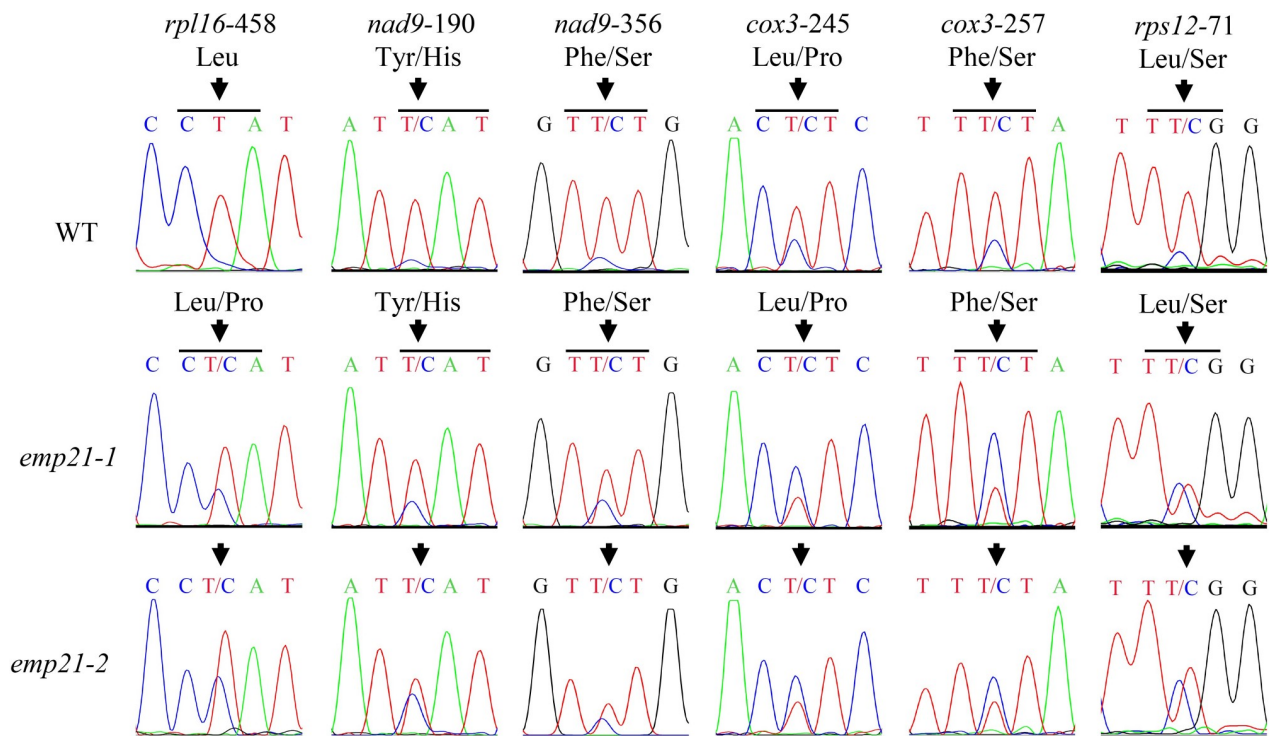 rpl16-458 nad9-190 nad9-356 cox3-245 cox3-257 rps12-71
Leu Tyr/His Phe/Ser Leu/Pro Phe/Ser Leu/Ser
C C T A T A T T/C A T G T T/C T G A C T/C T C T T T/C T A T T T/C G G
WT
Leu/Pro Tyr/His Phe/Ser Leu/Pro Phe/Ser Leu/Ser
C C T/C A T A T T/C A T G T T/C T G A C T/C T C T T T/C T A T T T/C G G
emp21-1
C C T/C A T A T T/C A T G T T/C T G A C T/C T C T T T/C T A T T T/C G G
emp21-2